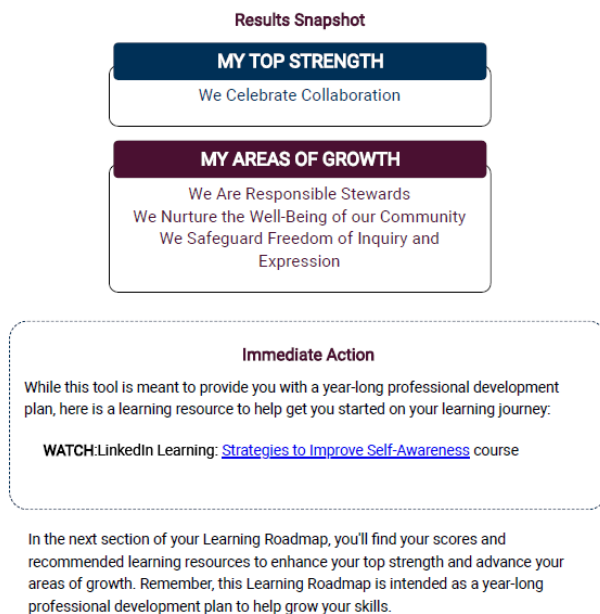 Results Snapshot
MY TOP STRENGTH
We Celebrate Collaboration
MY AREAS OF GROWTH
We Are Responsible Stewards
We Nurture the Well-Being of our Community
We Safeguard Freedom of Inquiry and
Expression
Immediate Action
While this tool is meant to provide you with a year-long professional development
plan, here is a learning resource to help get you started on your learning journey:
WATCH:LinkedIn Learning: Strategies to Improve Self-Awareness course
In the next section of your Learning Roadmap, you'll find your scores and
recommended learning resources to enhance your top strength and advance your
areas of growth. Remember, this Learning Roadmap is intended as a year-long
professional development plan to help grow your skills.